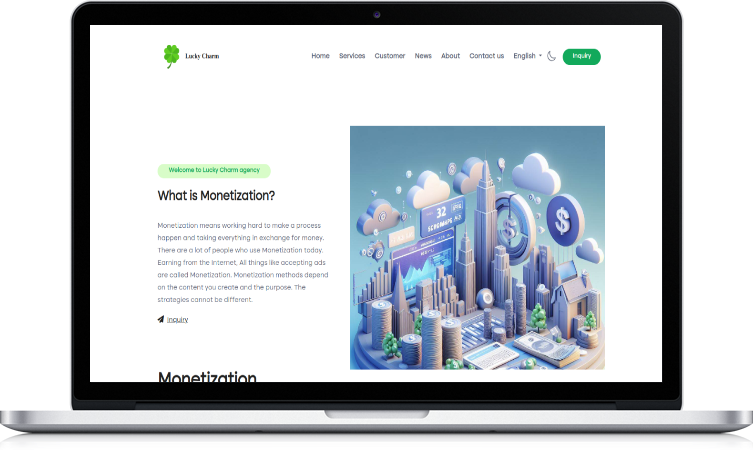 Lucky Charm
Home Services Customer News About Contact us English Inquiry
Welcome to Lucky Charm agency
What is Monetization?
Monetization means working hard to make a process
happen and taking everything in exchange for money.
There are a lot of people who use Monetization today.
Earning from the Internet. All things like accepting ads
are called Monetization. Monetization methods depend
on the content you create and the purpose. The
strategies cannot be different.
Inquiry
Monetization
32
$
$